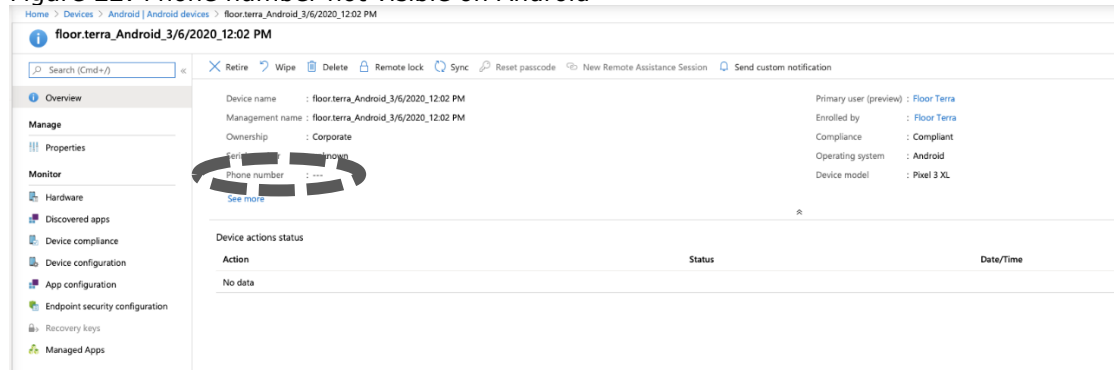 Home > Devices > Android | Android devices > floor.terra_Android_3/6/2020_12:02 PM
floor.terra_Android_3/6/2020_12:02 PM
Search (Cmd+/)
«
Retire Wipe Delete Remote lock Sync Reset passcode New Remote Assistance Session Send custom notification
Overview
Manage
Properties
Monitor
Hardware
Discovered apps
Device compliance
Device configuration
App configuration
Endpoint security configuration
Recovery keys
Managed Apps
Device name : floor.terra_Android_3/6/2020_12:02 PM
Management name : floor.terra_Android_3/6/2020_12:02 PM
Ownership : Corporate
Phone number : ---
See more
Primary user (preview) : Floor Terra
Enrolled by : Floor Terra
Compliance : Compliant
Operating system : Android
Device model : Pixel 3 XL
Device actions status
Action Status Date/Time
No data